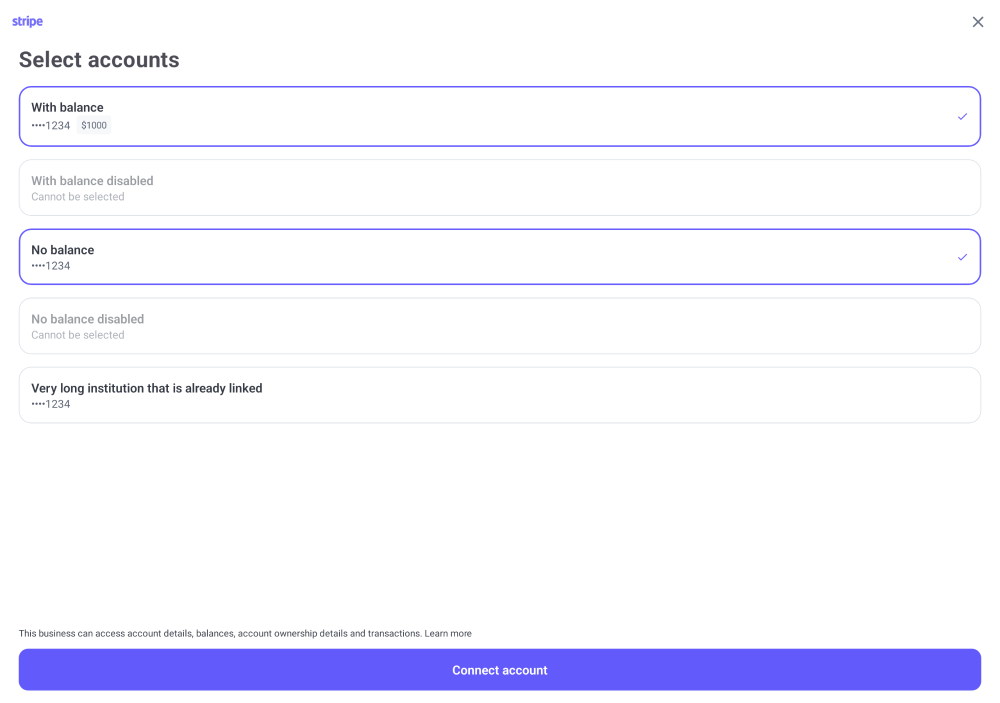 stripe
Select accounts
With balance
••••1234 $1000
With balance disabled
Cannot be selected
No balance
••••1234
No balance disabled
Cannot be selected
Very long institution that is already linked
••••1234
This business can access account details, balances, account ownership details and transactions. Learn more
Connect account